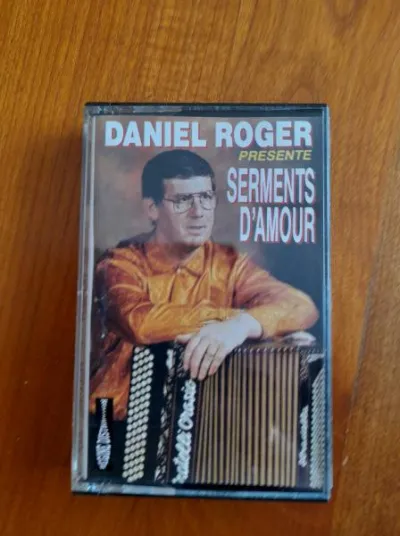 DANIEL ROGER
PRESENTE
SERMENTS
D'AMOUR